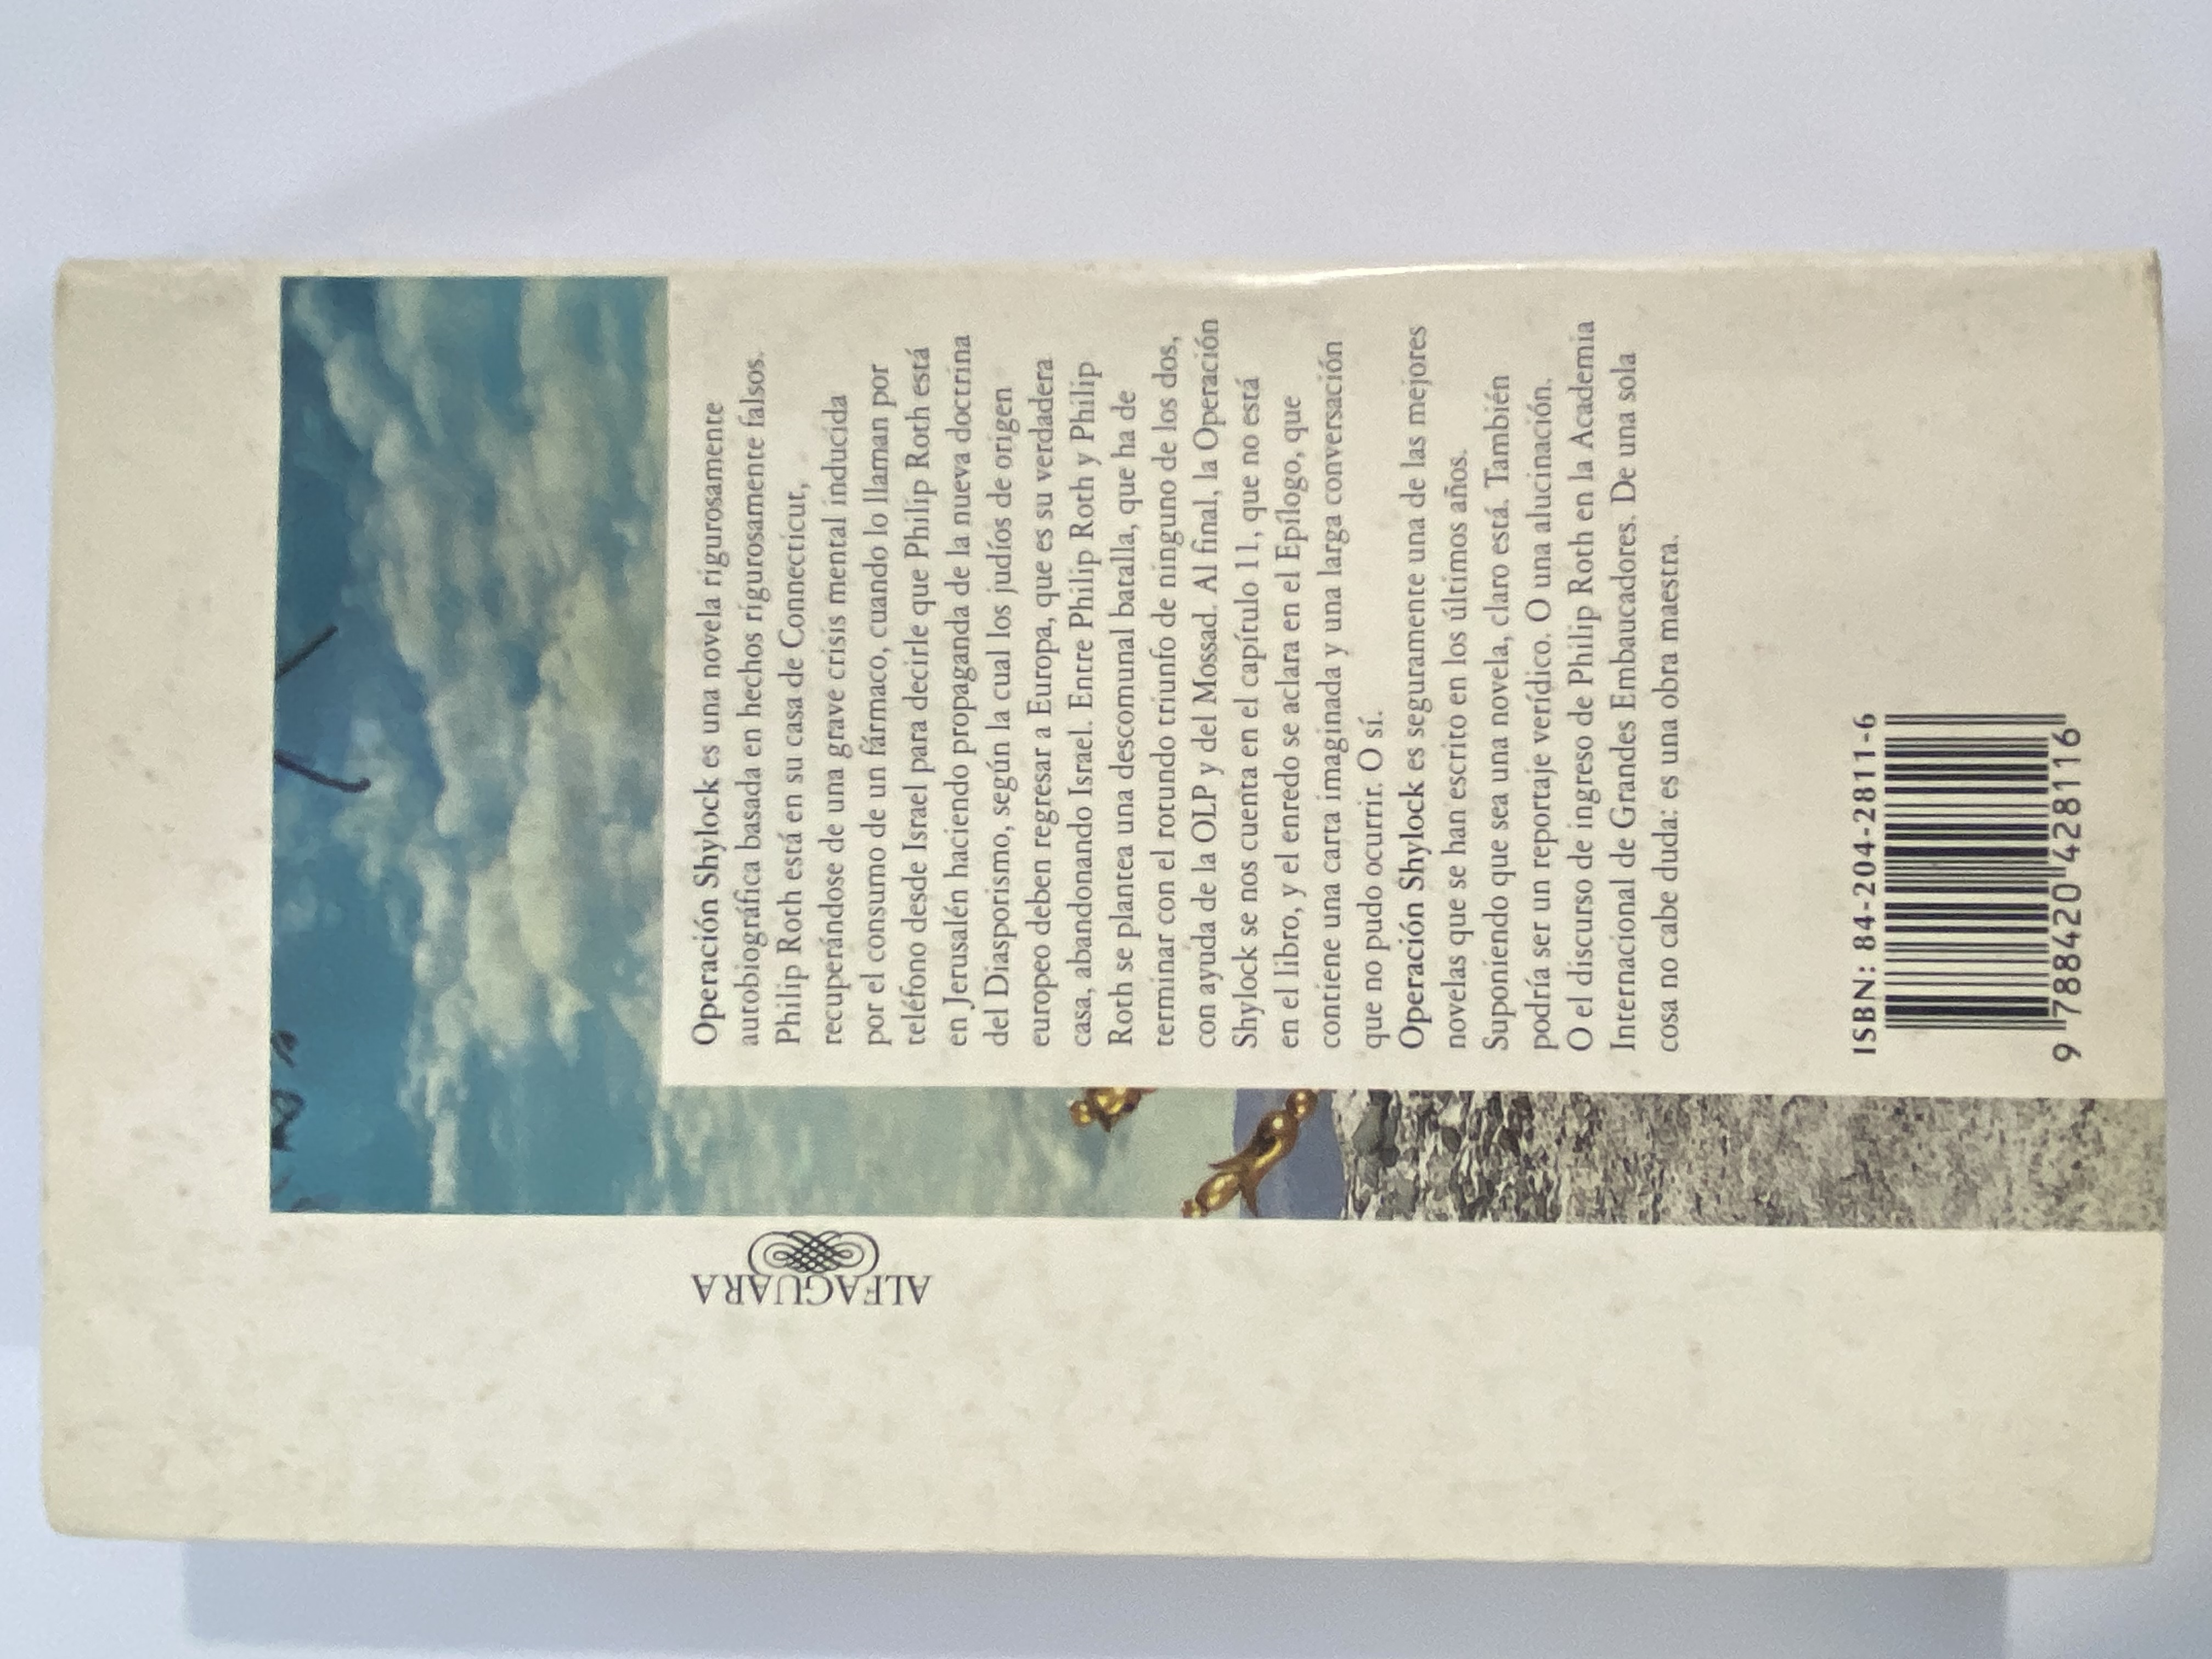 ALFAGUARA
Operación Shylock es una novela rigurosamente
autobiográfica basada en hechos rigurosamente falsos.
Philip Roth está en su casa de Connecticut,
recuperándose de una grave crisis mental inducida
por el consumo de un fármaco, cuando lo llaman por
teléfono desde Israel para decirle que Philip Roth está
en Jerusalén haciendo propaganda de la nueva doctrina
del Diasporismo, según la cual los judíos de origen
europeo deben regresar a Europa, que es su verdadera
casa, abandonando Israel. Entre Philip Roth y Philip
Roth se plantea una descomunal batalla, que ha de
terminar con el rotundo triunfo de ninguno de los dos,
con ayuda de la OLP y del Mossad. Al final, la Operación
Shylock se nos cuenta en el capítulo 11, que no está
en el libro, y el enredo se aclara en el Epílogo, que
contiene una carta imaginada y una larga conversación
que no pudo ocurrir. O sí.
Operación Shylock es seguramente una de las mejores
novelas que se han escrito en los últimos años.
Suponiendo que sea una novela, claro está. También
podría ser un reportaje verídico. O una alucinación.
O el discurso de ingreso de Philip Roth en la Academia
Internacional de Grandes Embaucadores. De una sola
cosa no cabe duda: es una obra maestra.
ISBN: 84-204-2811-6
9 788420 428116